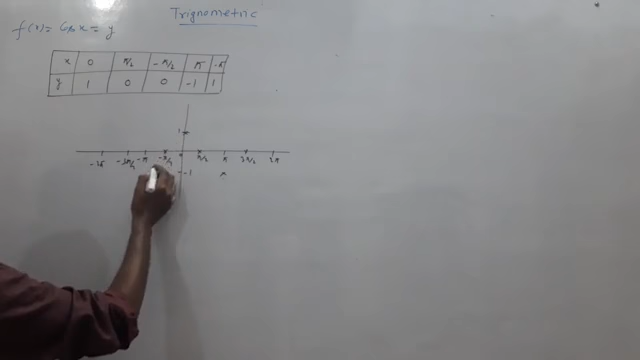 Trignometric
f(x) = Cos x = y
x 0 π/2 -π/2 π -π
y 1 0 0 -1 1
1
-2π -3π/2 -π -π/2 π/2 π 3π/2 2π
-1